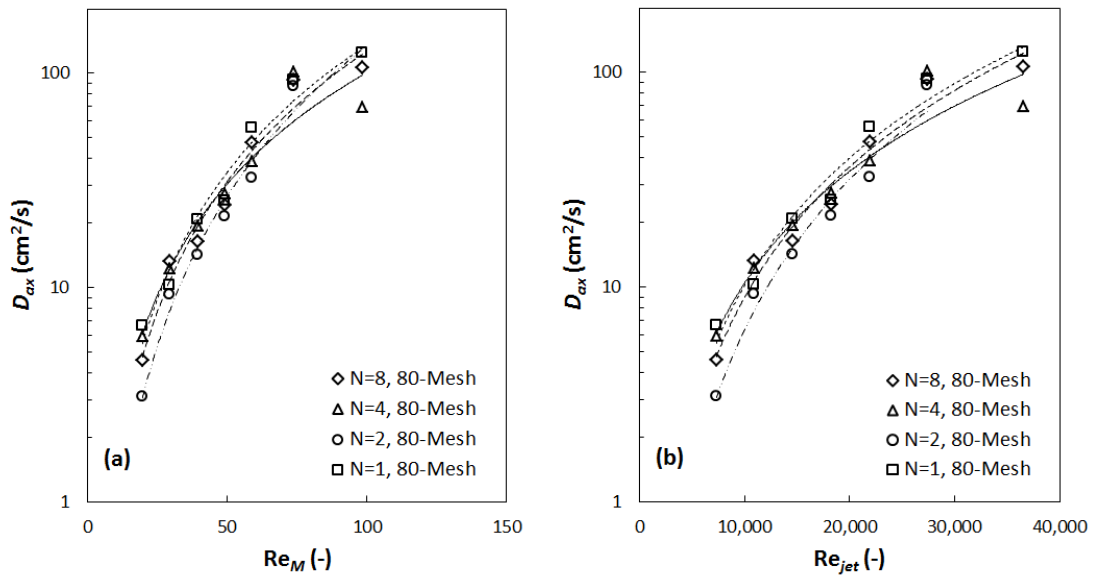 100
10
1
D_ax (cm²/s)
N=8, 80-Mesh
N=4, 80-Mesh
N=2, 80-Mesh
N=1, 80-Mesh
(a)
0 50 100 150
Re_M (-)
100
10
1
D_ax (cm²/s)
N=8, 80-Mesh
N=4, 80-Mesh
N=2, 80-Mesh
N=1, 80-Mesh
(b)
0 10,000 20,000 30,000 40,000
Re_jet (-)